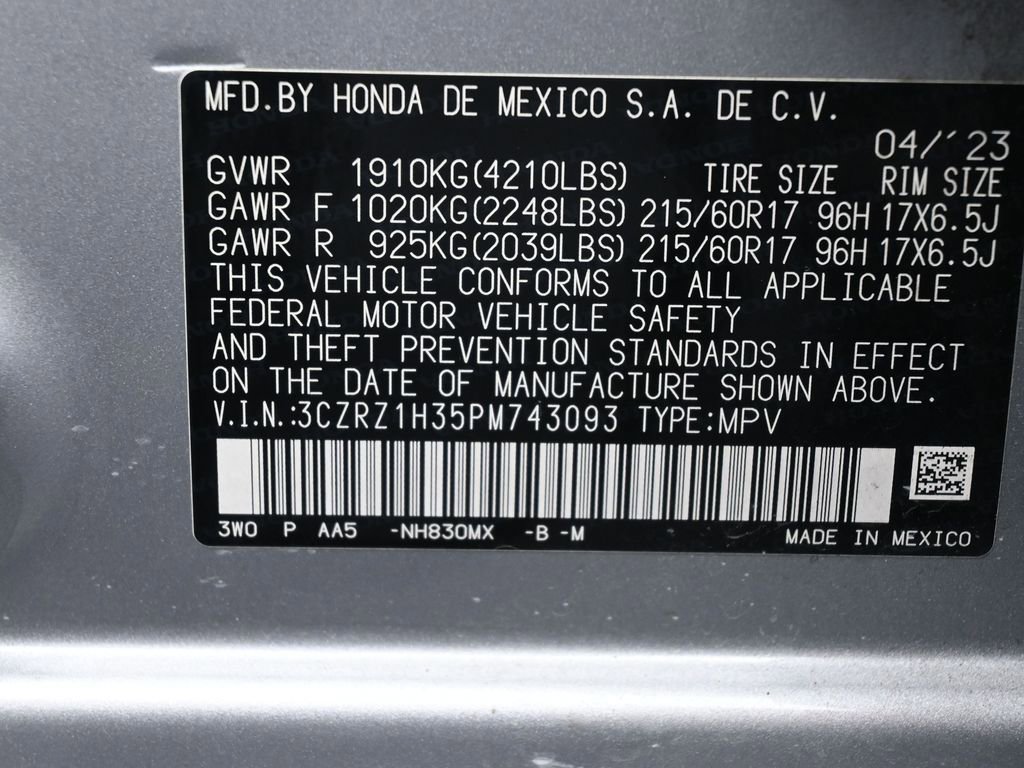 MFD.BY HONDA DE MEXICO S.A. DE C.V.
04/'23
GVWR 1910KG(4210LBS) TIRE SIZE RIM SIZE
GAWR F 1020KG(2248LBS) 215/60R17 96H 17X6.5J
GAWR R 925KG(2039LBS) 215/60R17 96H 17X6.5J
THIS VEHICLE CONFORMS TO ALL APPLICABLE
FEDERAL MOTOR VEHICLE SAFETY
AND THEFT PREVENTION STANDARDS IN EFFECT
ON THE DATE OF MANUFACTURE SHOWN ABOVE.
V.I.N.:3CZRZ1H35PM743093 TYPE:MPV
3W0 P AA5 -NH830MX -B -M MADE IN MEXICO